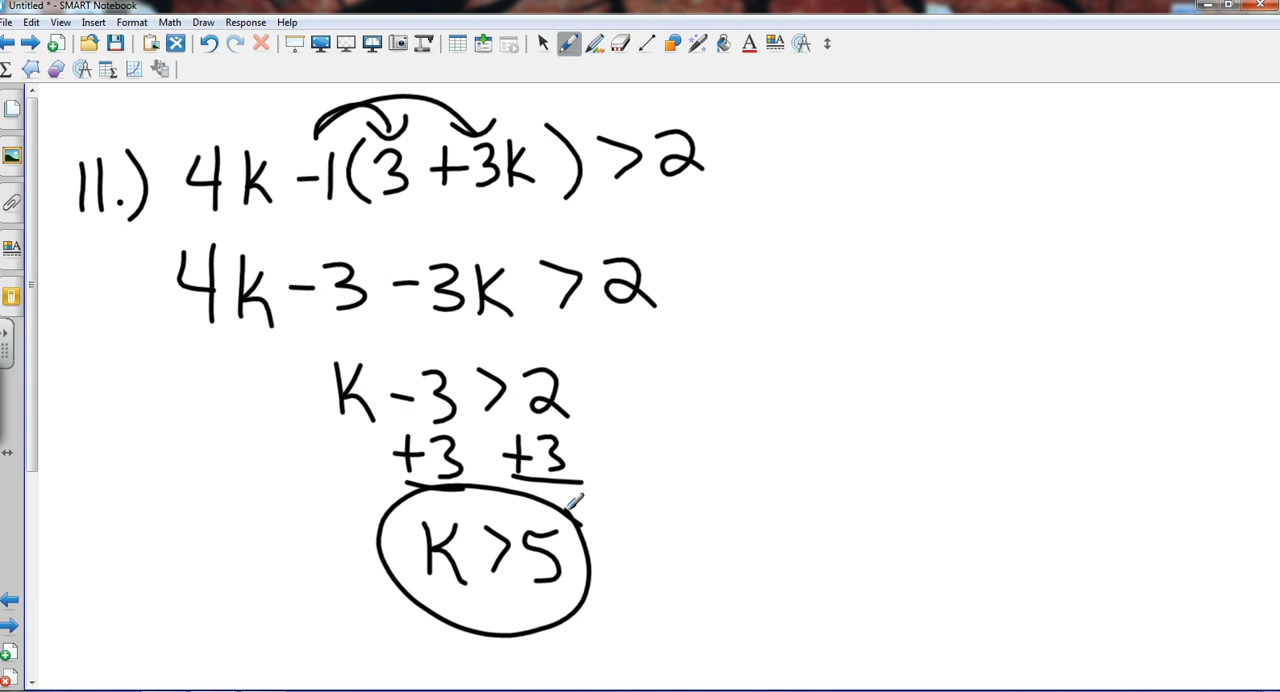 Untitled * - SMART Notebook
File Edit View Insert Format Math Draw Response Help
11.) 4k -1(3 +3k) >2
4k -3 -3k >2
k -3 >2
+3 +3
k >5